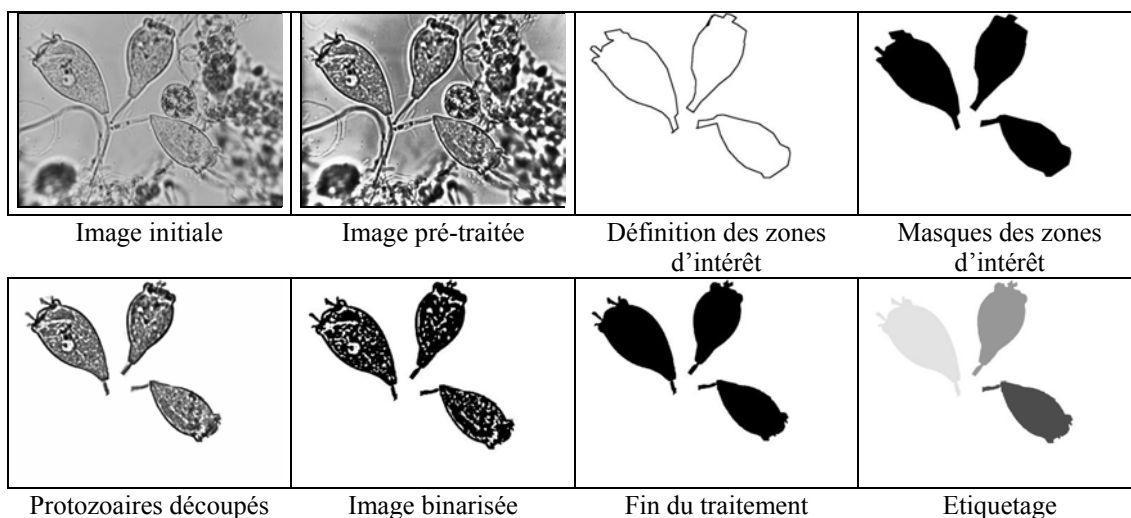 Image initiale
Image pré-traitée
Définition des zones
d’intérêt
Masques des zones
d’intérêt
Protozoaires découpés
Image binarisée
Fin du traitement
Etiquetage